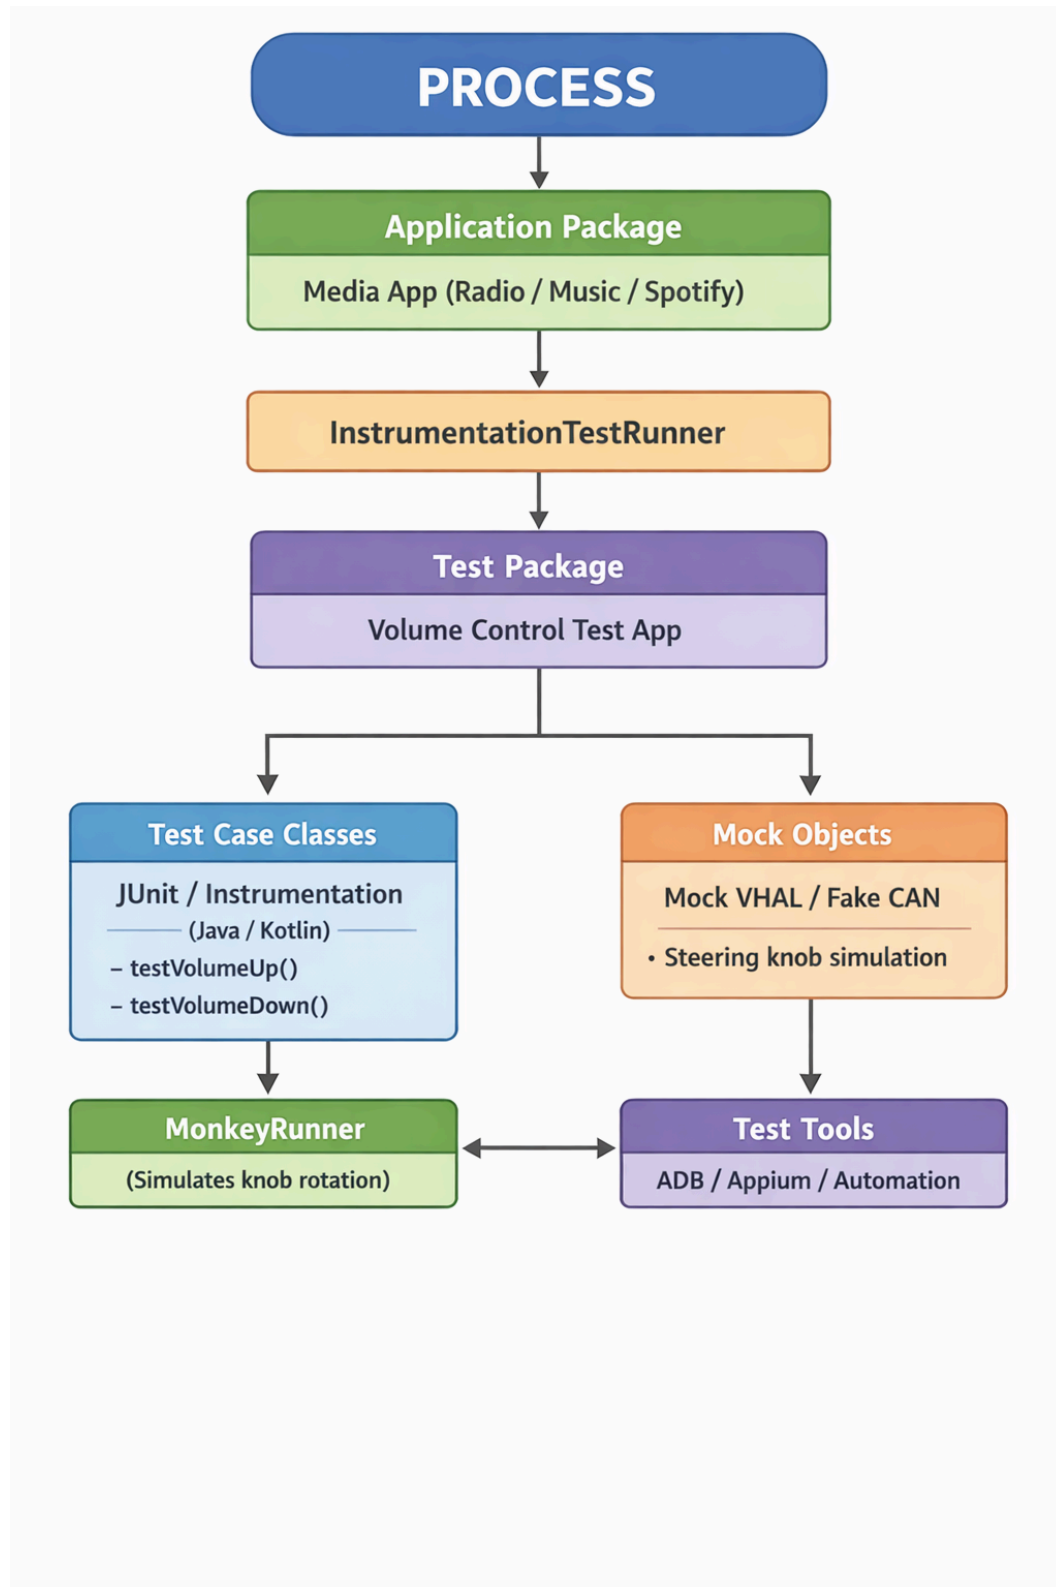 PROCESS
Application Package
Media App (Radio / Music / Spotify)
InstrumentationTestRunner
Test Package
Volume Control Test App
Test Case Classes
JUnit / Instrumentation
(Java / Kotlin)
– testVolumeUp()
– testVolumeDown()
Mock Objects
Mock VHAL / Fake CAN
• Steering knob simulation
MonkeyRunner
(Simulates knob rotation)
Test Tools
ADB / Appium / Automation